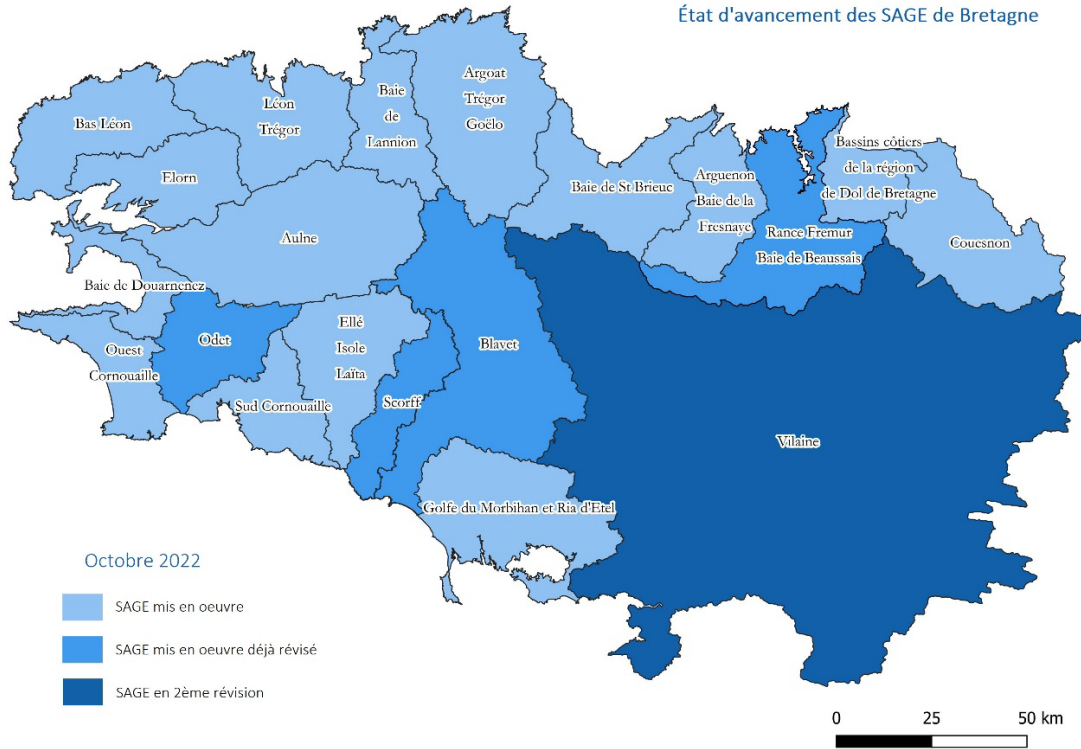 État d'avancement des SAGE de Bretagne
Bas Léon
Léon
Trégor
Baie
de
Lannion
Argoat
Trégor
Goëlo
Elorn
Baie de St Brieuc
Arguenon
Baie de la
Fresnaye
Bassins côtiers
de la région
de Dol de Bretagne
Rance Fremur
Baie de Beaussais
Couesnon
Aulne
Baie de Douarnenez
Ouest
Cornouaille
Odet
Sud Cornouaille
Ellé
Isole
Laïta
Scorff
Blavet
Vilaine
Golfe du Morbihan et Ria d'Etel
Octobre 2022
SAGE mis en oeuvre
SAGE mis en oeuvre déjà révisé
SAGE en 2ème révision
0 25 50 km